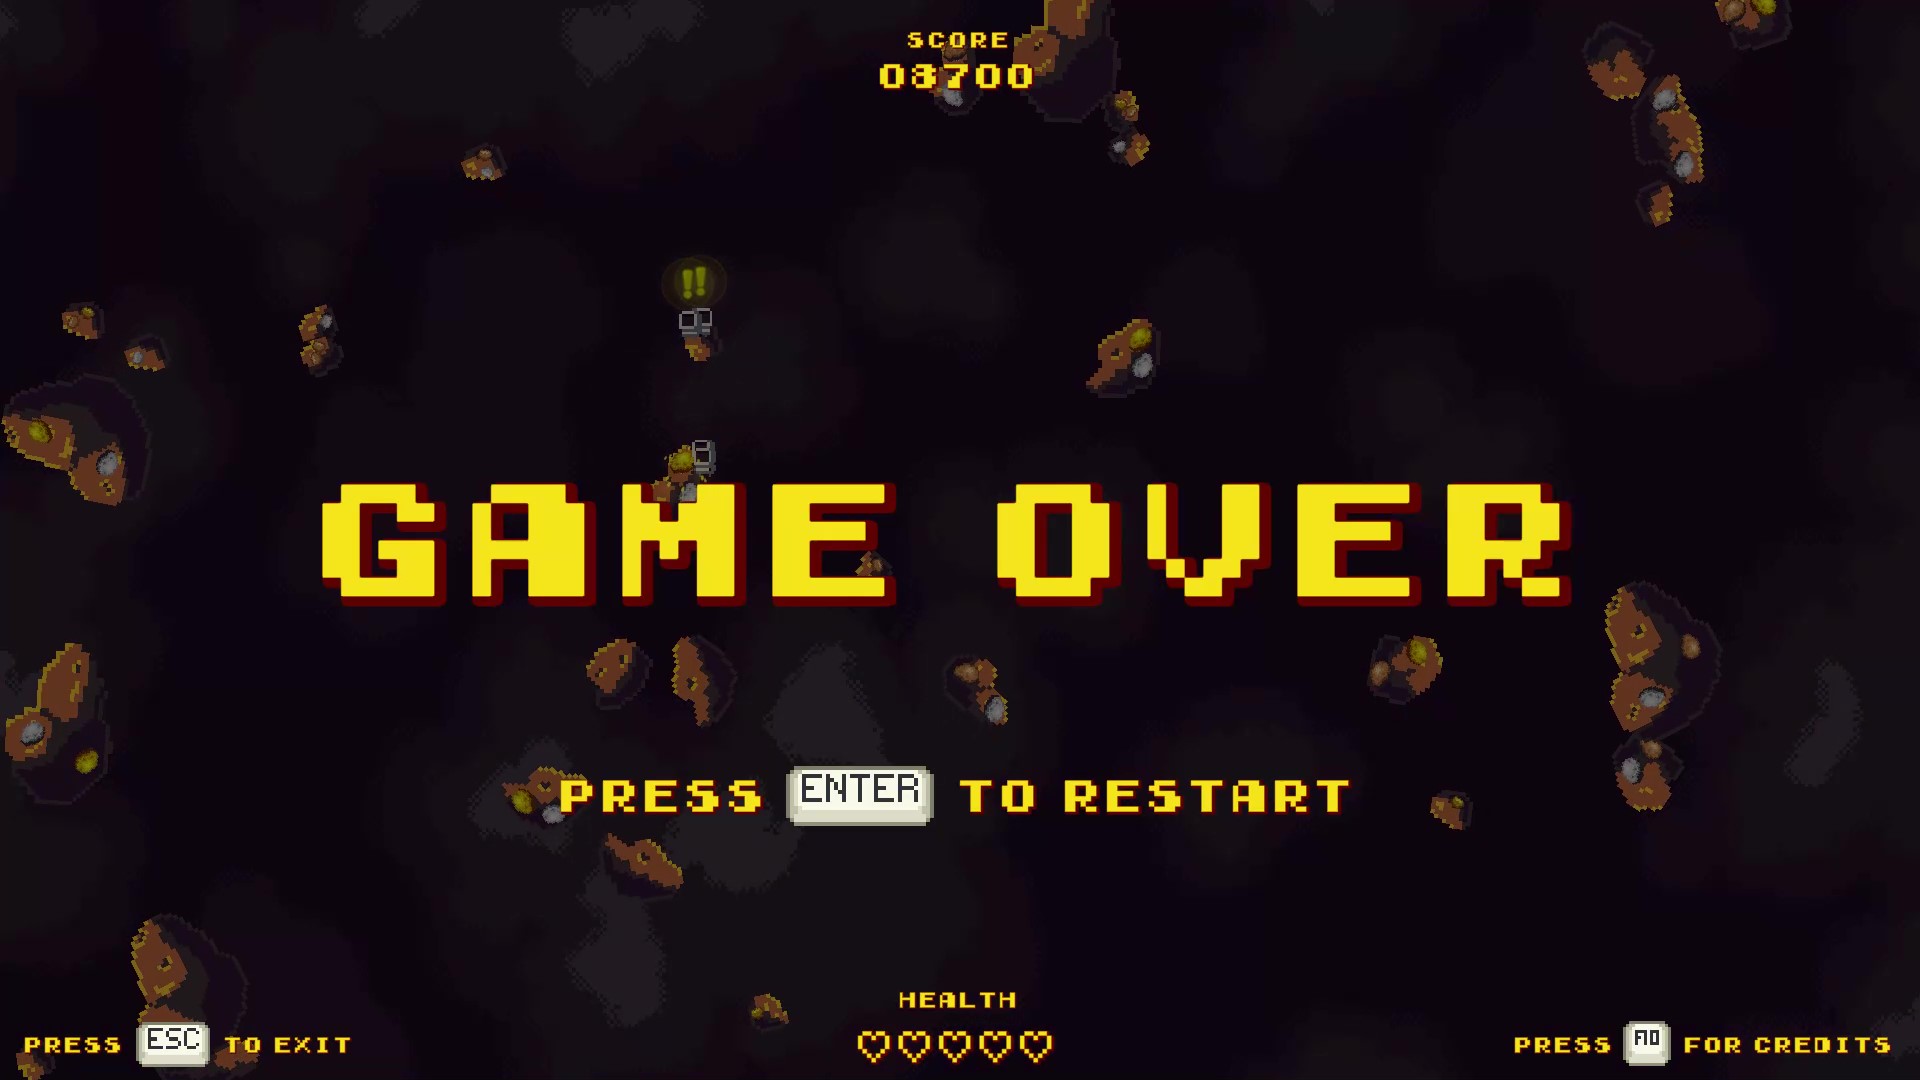 SCORE
03700
!!
GAME OVER
PRESS ENTER TO RESTART
HEALTH
PRESS ESC TO EXIT
PRESS F10 FOR CREDITS